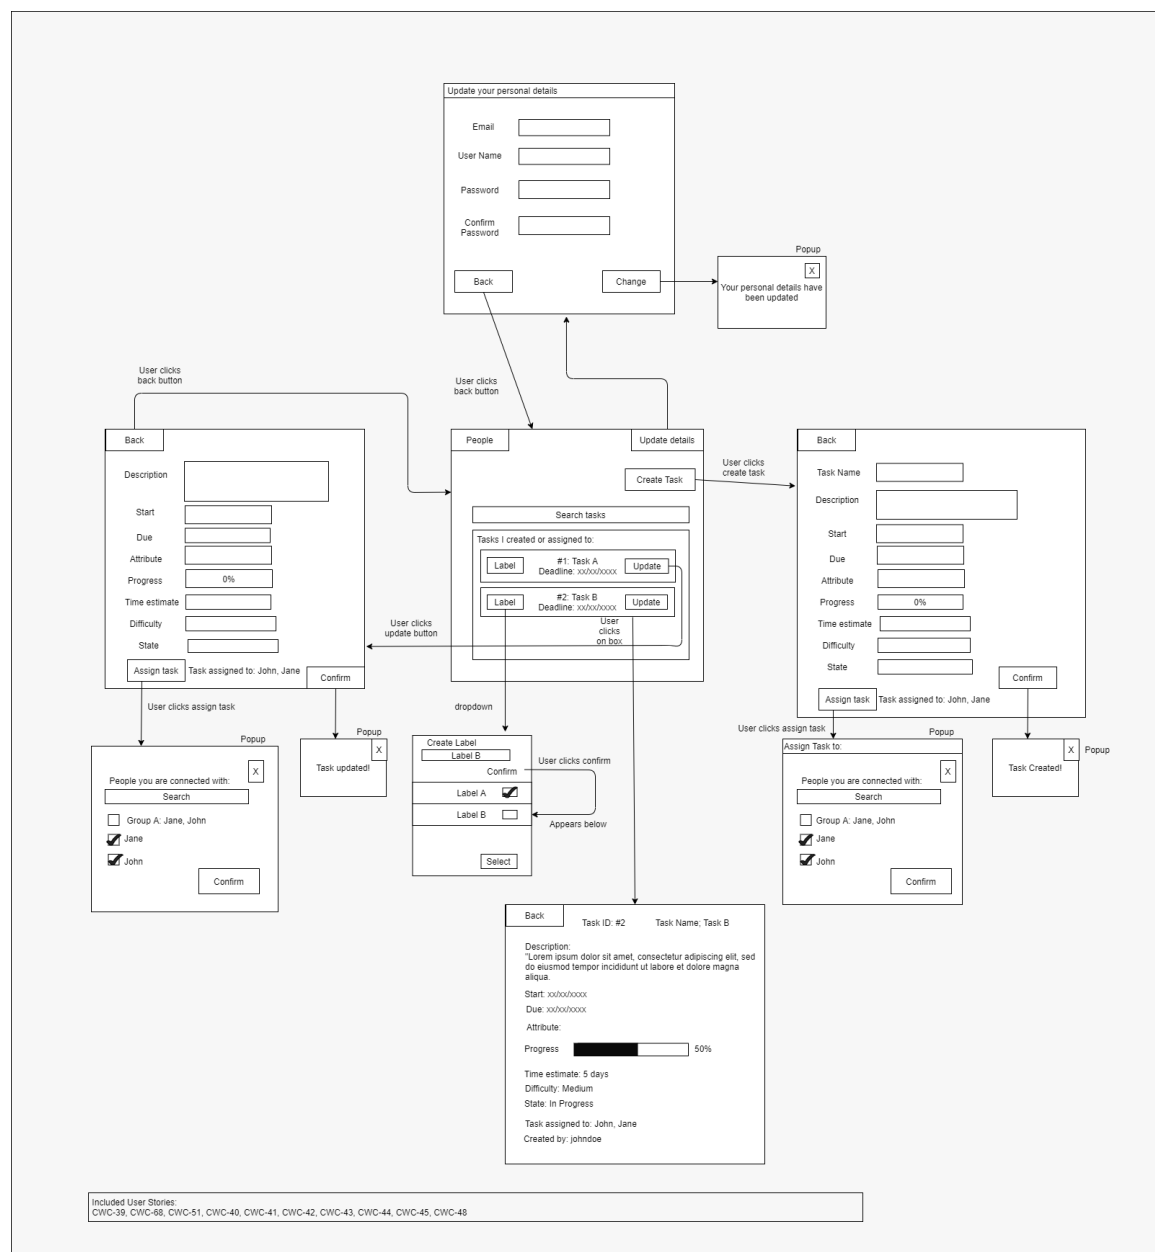 Update your personal details
Email
User Name
Password
Confirm
Password
Back
Change
Popup
X
Your personal details have
been updated
User clicks
back button
User clicks
back button
Back
Description
Start
Due
Attribute
Progress
0%
Time estimate
Difficulty
State
Assign task
Task assigned to: John, Jane
Confirm
People
Update details
Create Task
Search tasks
Tasks I created or assigned to:
Label
#1: Task A
Deadline: xx/xx/xxxx
Update
Label
#2: Task B
Deadline: xx/xx/xxxx
Update
User
clicks
on box
User clicks
update button
User clicks
create task
Back
Task Name
Description
Start
Due
Attribute
Progress
0%
Time estimate
Difficulty
State
Confirm
Assign task
Task assigned to: John, Jane
User clicks assign task
Popup
X
People you are connected with:
Search
Group A: Jane, John
Jane
John
Confirm
Popup
X
Task updated!
dropdown
Create Label
Label B
Confirm
Label A
Label B
Select
User clicks confirm
Appears below
User clicks assign task
Popup
Assign Task to:
X
People you are connected with:
Search
Group A: Jane, John
Jane
John
Confirm
X
Popup
Task Created!
Back
Task ID: #2
Task Name; Task B
Description:
"Lorem ipsum dolor sit amet, consectetur adipiscing elit, sed
do eiusmod tempor incididunt ut labore et dolore magna
aliqua.
Start: xx/xx/xxxx
Due: xx/xx/xxxx
Attribute:
Progress
50%
Time estimate: 5 days
Difficulty: Medium
State: In Progress
Task assigned to: John, Jane
Created by: johndoe
Included User Stories:
CWC-39, CWC-68, CWC-51, CWC-40, CWC-41, CWC-42, CWC-43, CWC-44, CWC-45, CWC-48